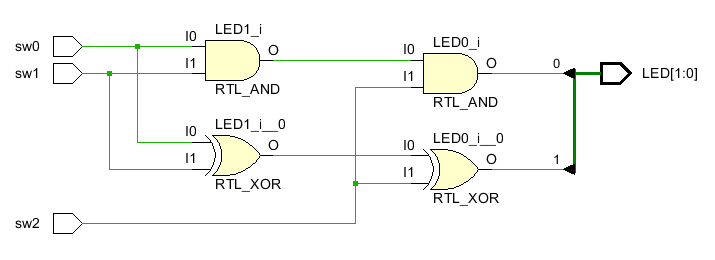 LED1_i
LED0_i
sw0
I0
O
I0
sw1
I1
I1
O
0
LED[1:0]
RTL_AND
RTL_AND
LED1_i__0
LED0_i__0
I0
O
I0
O
1
I1
I1
RTL_XOR
RTL_XOR
sw2